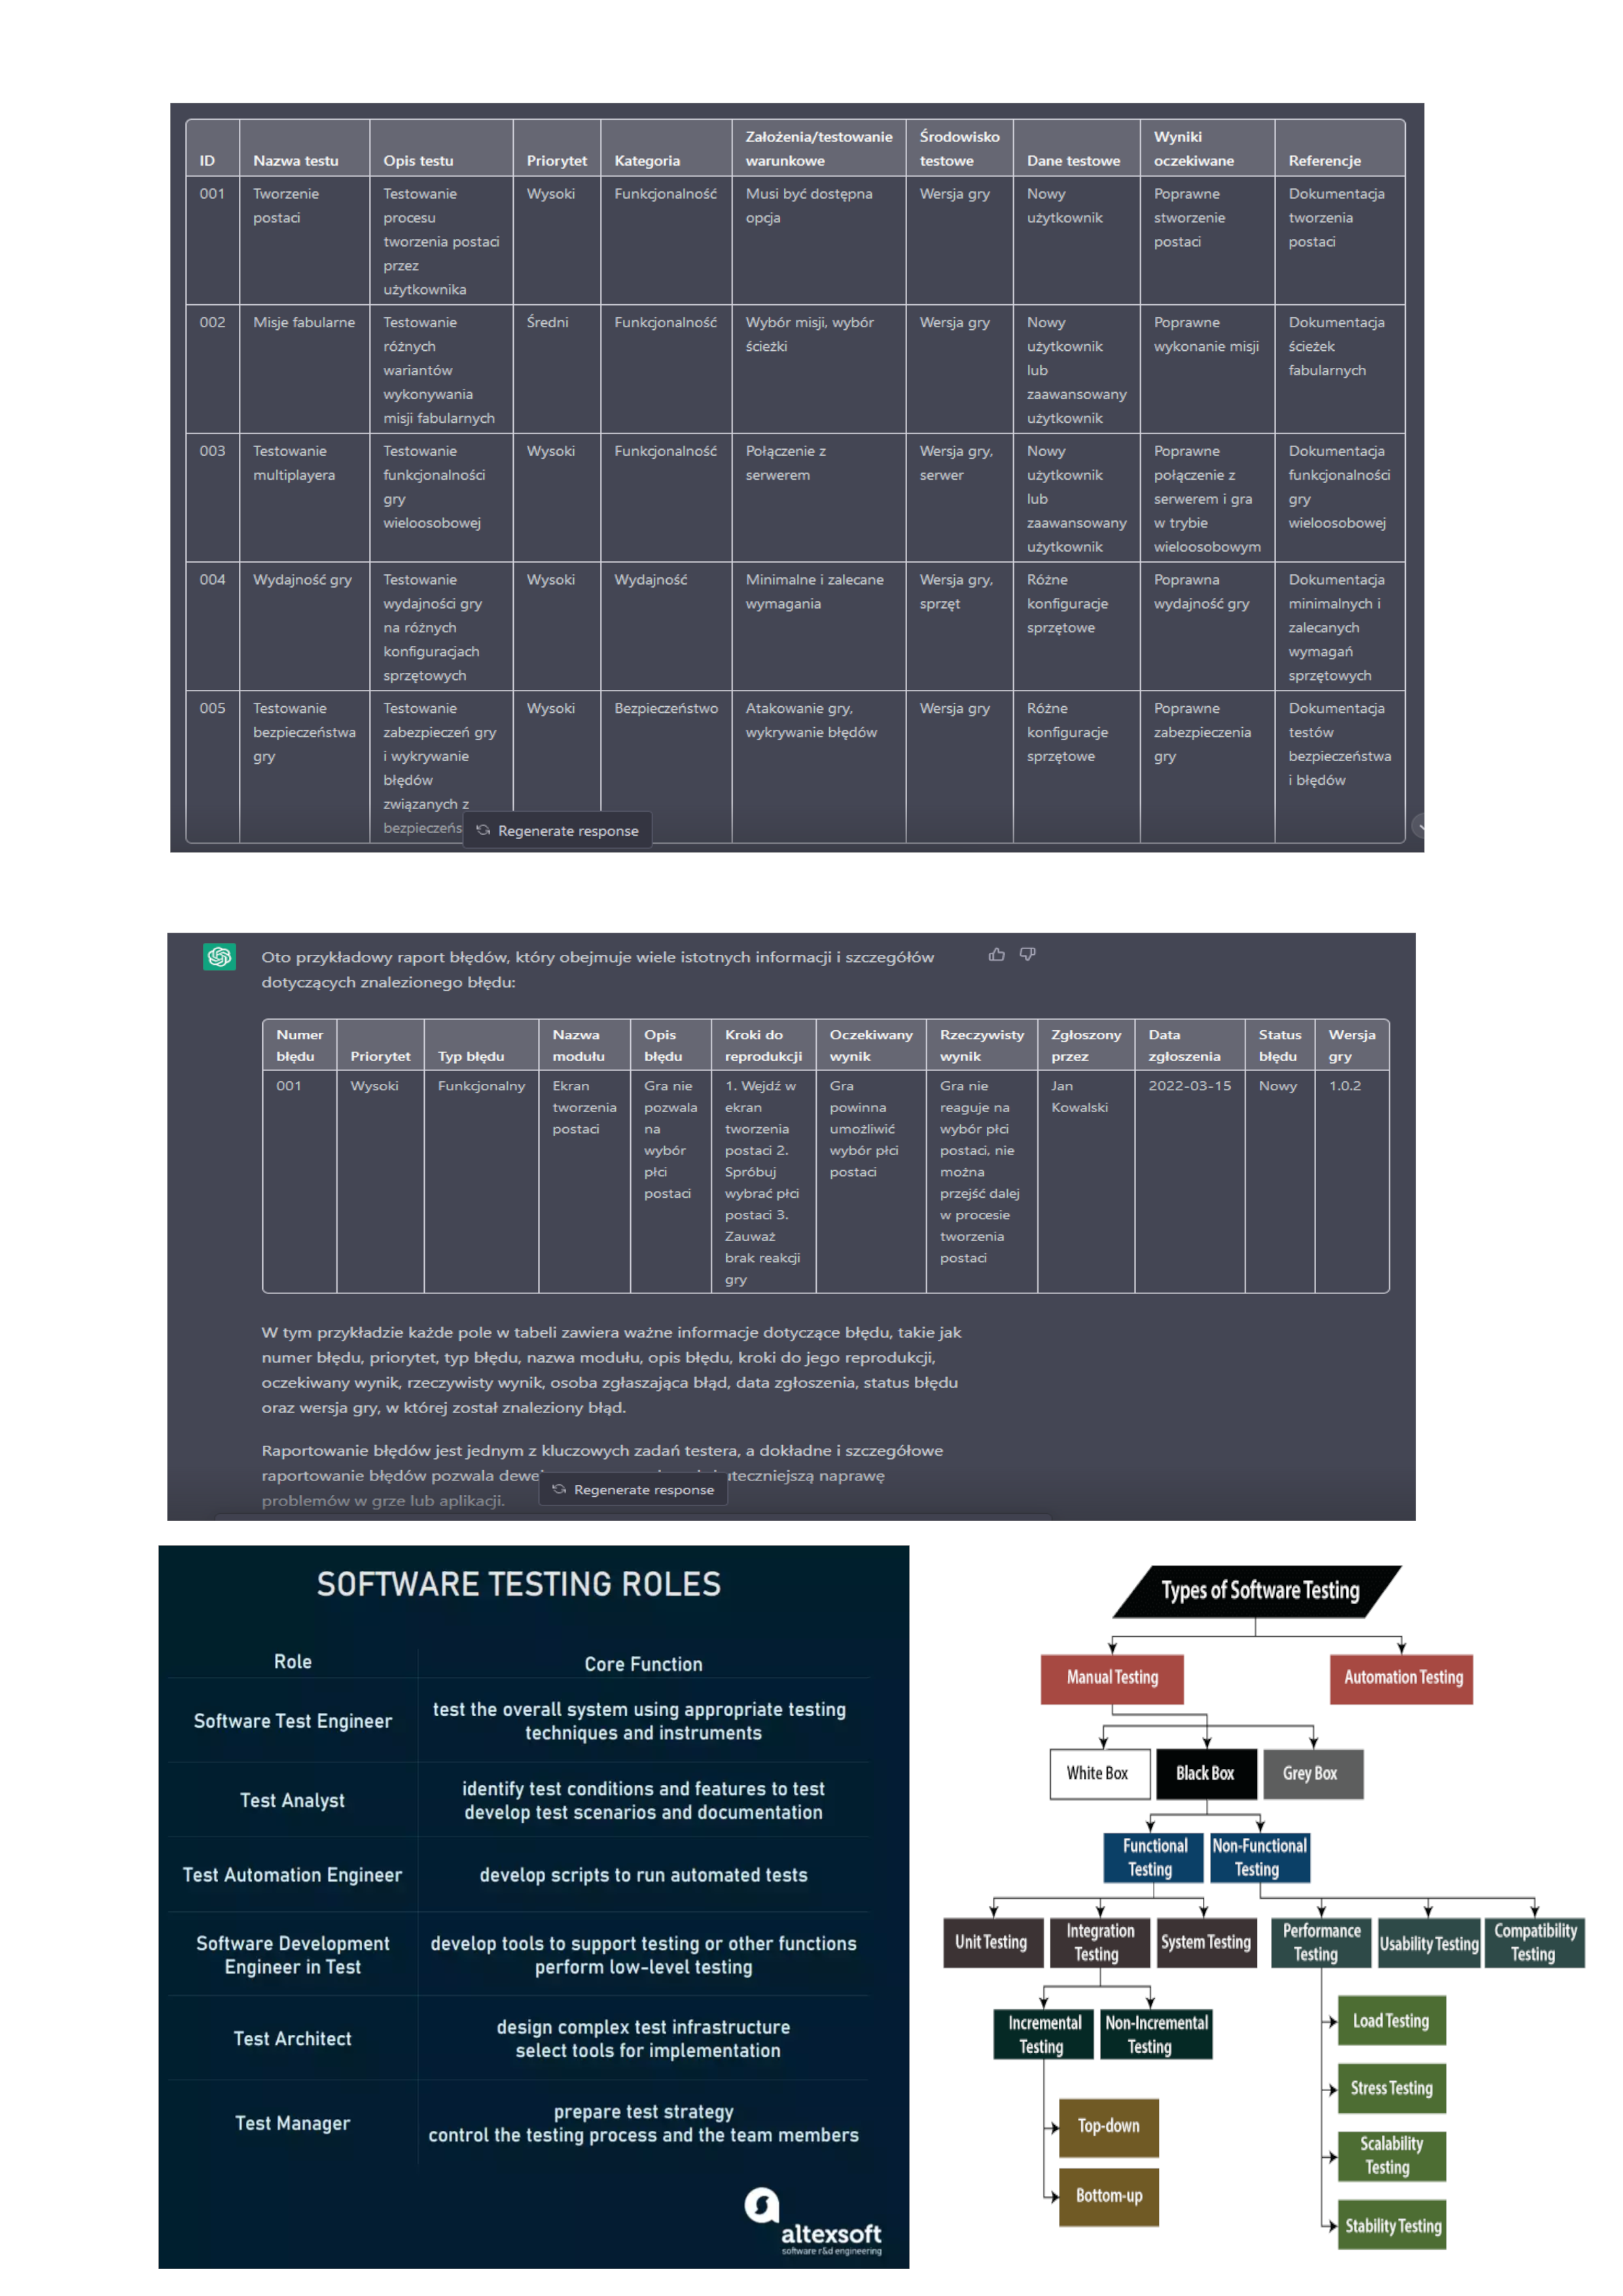 ID Nazwa testu Opis testu Priorytet Kategoria Założenia/testowanie warunkowe Środowisko testowe Dane testowe Wyniki oczekiwane Referencje
001 Tworzenie postaci Testowanie procesu tworzenia postaci przez użytkownika Wysoki Funkcjonalność Musi być dostępna opcja Wersja gry Nowy użytkownik Poprawne stworzenie postaci Dokumentacja tworzenia postaci
002 Misje fabularne Testowanie różnych wariantów wykonywania misji fabularnych Średni Funkcjonalność Wybór misji, wybór ścieżki Wersja gry Nowy użytkownik lub zaawansowany użytkownik Poprawne wykonanie misji Dokumentacja ścieżek fabularnych
003 Testowanie multiplayera Testowanie funkcjonalności gry wieloosobowej Wysoki Funkcjonalność Połączenie z serwerem Wersja gry, serwer Nowy użytkownik lub zaawansowany użytkownik Poprawne połączenie z serwerem i gra w trybie wieloosobowym Dokumentacja funkcjonalności gry wieloosobowej
004 Wydajność gry Testowanie wydajności gry na różnych konfiguracjach sprzętowych Wysoki Wydajność Minimalne i zalecane wymagania Wersja gry, sprzęt Różne konfiguracje sprzętowe Poprawna wydajność gry Dokumentacja minimalnych i zalecanych wymagań sprzętowych
005 Testowanie bezpieczeństwa gry Testowanie zabezpieczeń gry i wykrywanie błędów związanych z bezpieczeńs Wysoki Bezpieczeństwo Atakowanie gry, wykrywanie błędów Wersja gry Różne konfiguracje sprzętowe Poprawne zabezpieczenia gry Dokumentacja testów bezpieczeństwa i błędów
Regenerate response
Oto przykładowy raport błędów, który obejmuje wiele istotnych informacji i szczegółów
dotyczących znalezionego błędu:
Numer błędu Priorytet Typ błędu Nazwa modułu Opis błędu Kroki do reprodukcji Oczekiwany wynik Rzeczywisty wynik Zgłoszony przez Data zgłoszenia Status błędu Wersja gry
001 Wysoki Funkcjonalny Ekran tworzenia postaci Gra nie pozwala na wybór płci postaci 1. Wejdź w ekran tworzenia postaci 2. Spróbuj wybrać płci postaci 3. Zauważ brak reakcji gry Gra powinna umożliwić wybór płci postaci Gra nie reaguje na wybór płci postaci, nie można przejść dalej w procesie tworzenia postaci Jan Kowalski 2022-03-15 Nowy 1.0.2
W tym przykładzie każde pole w tabeli zawiera ważne informacje dotyczące błędu, takie jak
numer błędu, priorytet, typ błędu, nazwa modułu, opis błędu, kroki do jego reprodukcji,
oczekiwany wynik, rzeczywisty wynik, osoba zgłaszająca błąd, data zgłoszenia, status błędu
oraz wersja gry, w której został znaleziony błąd.
Raportowanie błędów jest jednym z kluczowych zadań testera, a dokładne i szczegółowe
raportowanie błędów pozwala dewe uteczniejszą naprawę
problemów w grze lub aplikacji.
Regenerate response
SOFTWARE TESTING ROLES
Role Core Function
Software Test Engineer
test the overall system using appropriate testing
techniques and instruments
Test Analyst
identify test conditions and features to test
develop test scenarios and documentation
Test Automation Engineer
develop scripts to run automated tests
Software Development
Engineer in Test
develop tools to support testing or other functions
perform low-level testing
Test Architect
design complex test infrastructure
select tools for implementation
Test Manager
prepare test strategy
control the testing process and the team members
altexsoft
software r&d engineering
Types of Software Testing
Manual Testing
Automation Testing
White Box
Black Box
Grey Box
Functional
Testing
Non-Functional
Testing
Unit Testing
Integration
Testing
System Testing
Performance
Testing
Usability Testing
Compatibility
Testing
Incremental
Testing
Non-Incremental
Testing
Load Testing
Stress Testing
Top-down
Scalability
Testing
Bottom-up
Stability Testing